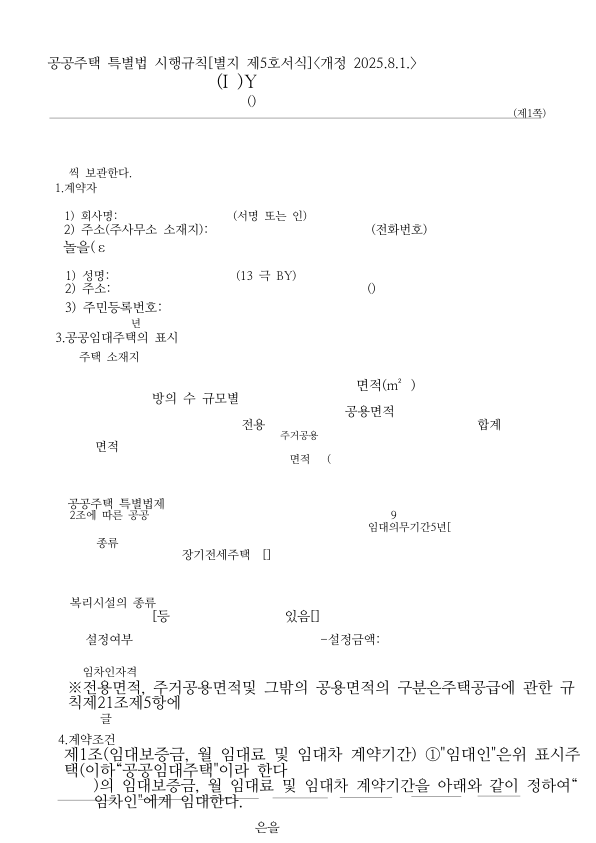 공공주택 특별법 시행규칙[별지 제5호서식]<개정 2025.8.1.>
(I )Y
()
(제1쪽)
씩 보관한다.
1.계약자
1) 회사명: (서명 또는 인)
2) 주소(주사무소 소재지): (전화번호)
놀을( ε
1) 성명: (13 극 BY)
2) 주소: ()
3) 주민등록번호:
년
3.공공임대주택의 표시
주택 소재지
면적(㎡ )
방의 수 규모별
공용면적
전용 합계
주거공용
면적
면적 (
공공주택 특별법제
2조에 따른 공공 9
임대의무기간5년[
종류
장기전세주택 []
복리시설의 종류
[등 있음[]
설정여부 -설정금액:
임차인자격
※전용면적, 주거공용면적및 그밖의 공용면적의 구분은주택공급에 관한 규
칙제21조제5항에
글
4.계약조건
제1조(임대보증금, 월 임대료 및 임대차 계약기간) ①"임대인"은위 표시주
택(이하“공공임대주택"이라 한다
)의 임대보증금, 월 임대료 및 임대차 계약기간을 아래와 같이 정하여“
임차인"에게 임대한다.
은을